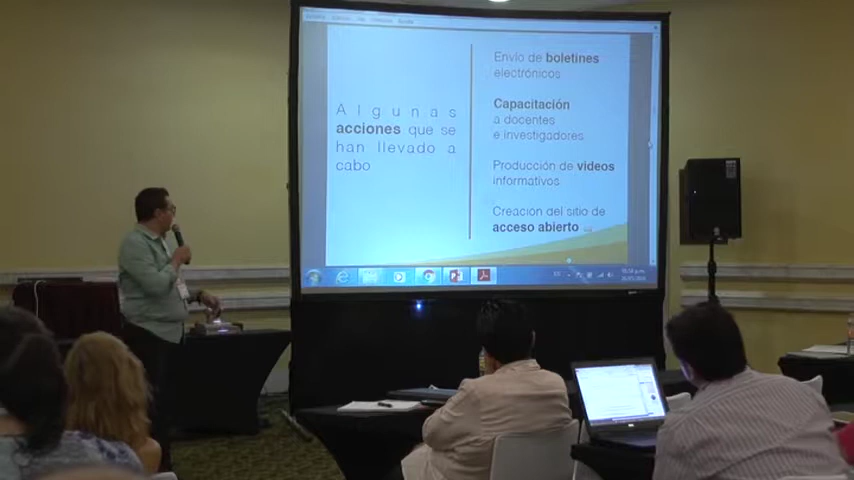 A l g u n a s
acciones que se
han llevado a
cabo
Envío de boletines
electrónicos
Capacitación
a docentes
e investigadores
Producción de videos
informativos
Creación del sitio de
acceso abierto